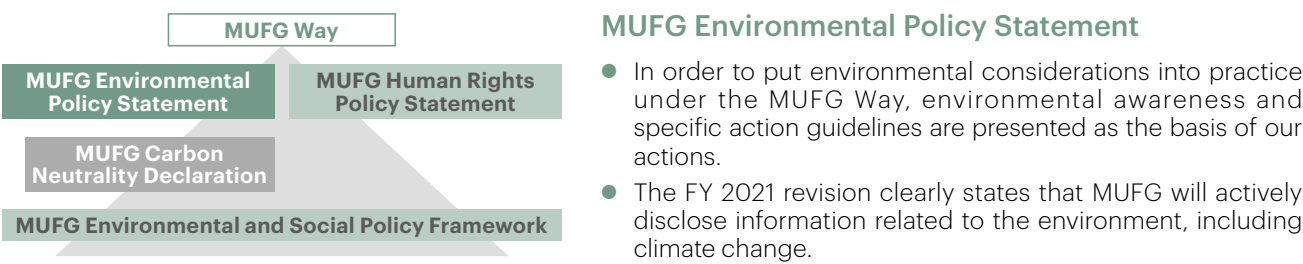 MUFG Way
MUFG Environmental
Policy Statement
MUFG Human Rights
Policy Statement
MUFG Carbon
Neutrality Declaration
MUFG Environmental and Social Policy Framework
MUFG Environmental Policy Statement
● In order to put environmental considerations into practice
under the MUFG Way, environmental awareness and
specific action guidelines are presented as the basis of our
actions.
● The FY 2021 revision clearly states that MUFG will actively
disclose information related to the environment, including
climate change.